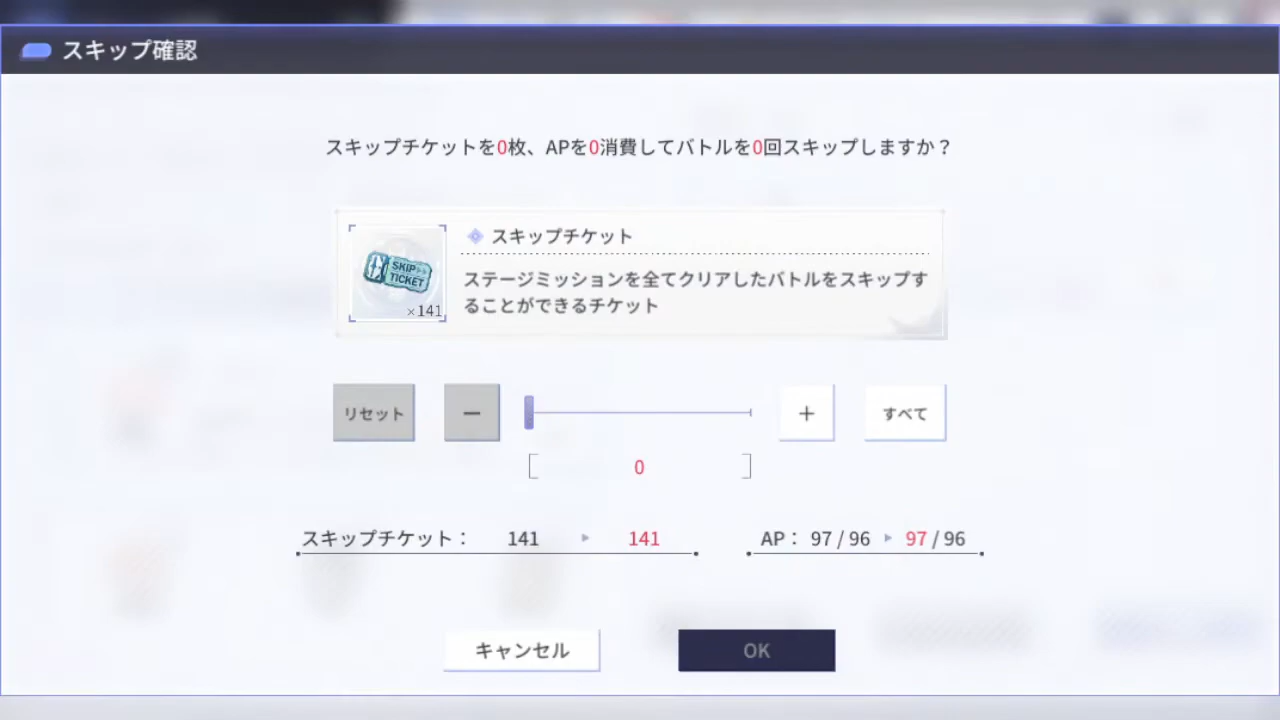 スキップ確認
スキップチケットを0枚、APを0消費してバトルを0回スキップしますか？
スキップチケット
SKIP
TICKET
×141
ステージミッションを全てクリアしたバトルをスキップす
ることができるチケット
リセット － ＋ すべて
0
スキップチケット： 141 ▶ 141 AP： 97 / 96 ▶ 97 / 96
キャンセル OK